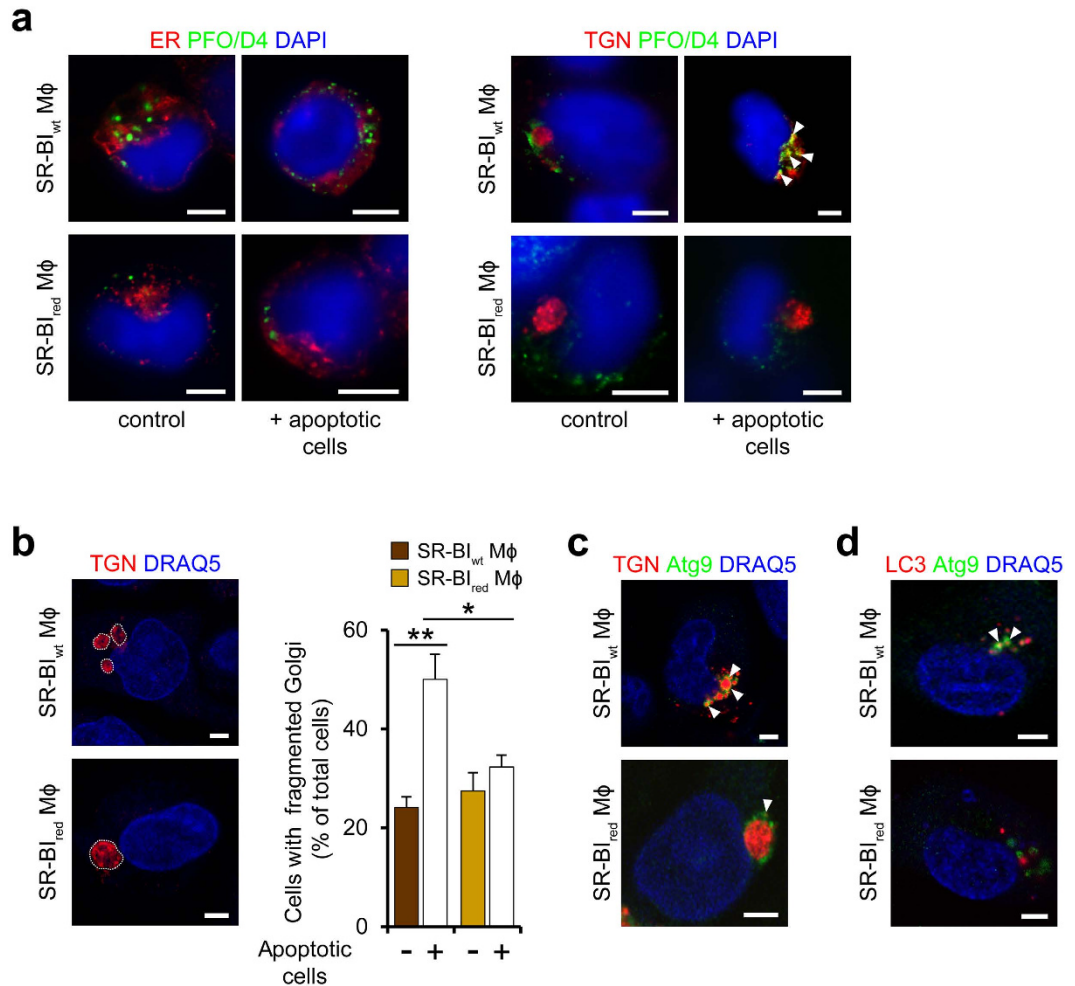 a
ER PFO/D4 DAPI
TGN PFO/D4 DAPI
SR-BIwt Mϕ
SR-BIred Mϕ
SR-BIwt Mϕ
SR-BIred Mϕ
control
+ apoptotic
cells
control
+ apoptotic
cells
b
TGN DRAQ5
SR-BIwt Mϕ
SR-BIred Mϕ
SR-BIwt Mϕ
SR-BIred Mϕ
Cells with fragmented Golgi
(% of total cells)
60
40
20
0
**
*
Apoptotic
cells
- + - +
c
TGN Atg9 DRAQ5
SR-BIwt Mϕ
SR-BIred Mϕ
d
LC3 Atg9 DRAQ5
SR-BIwt Mϕ
SR-BIred Mϕ